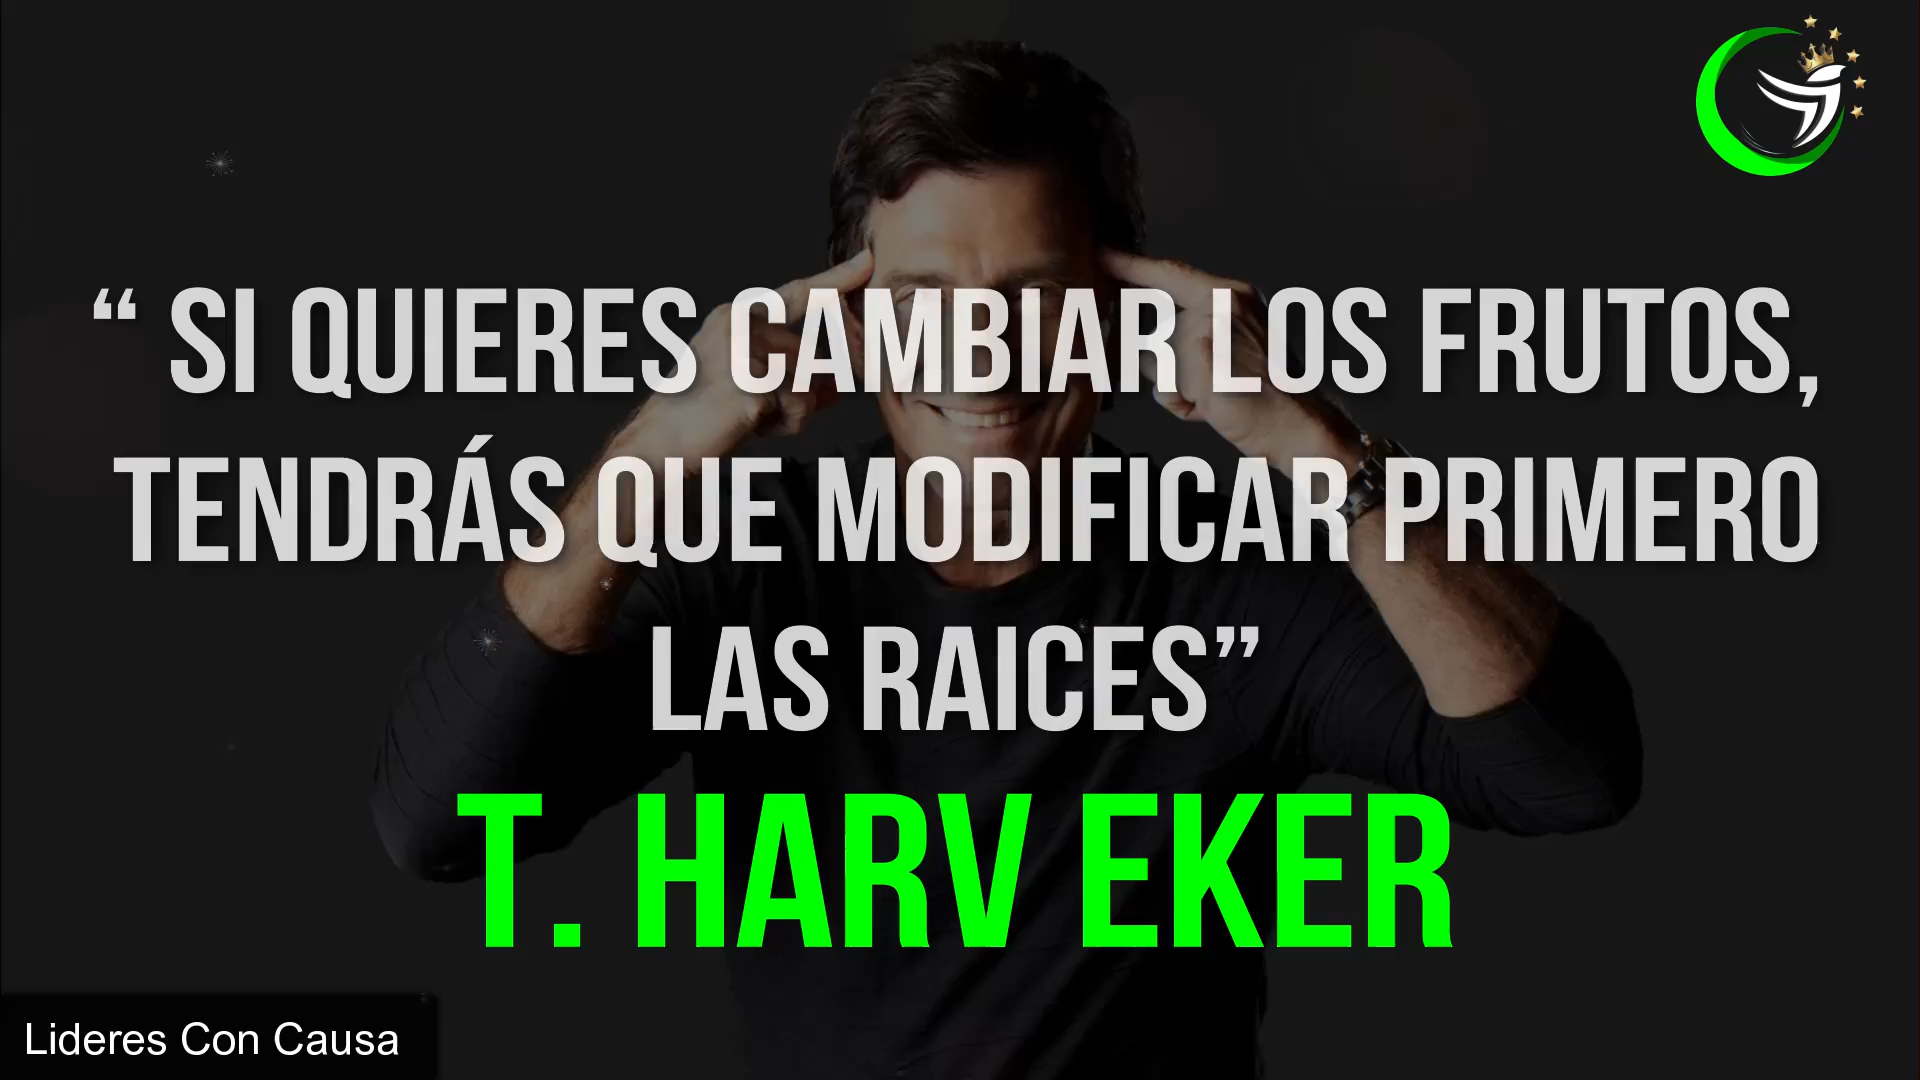 “ SI QUIERES CAMBIAR LOS FRUTOS,
TENDRÁS QUE MODIFICAR PRIMERO
LAS RAICES”
T. HARV EKER
Lideres Con Causa